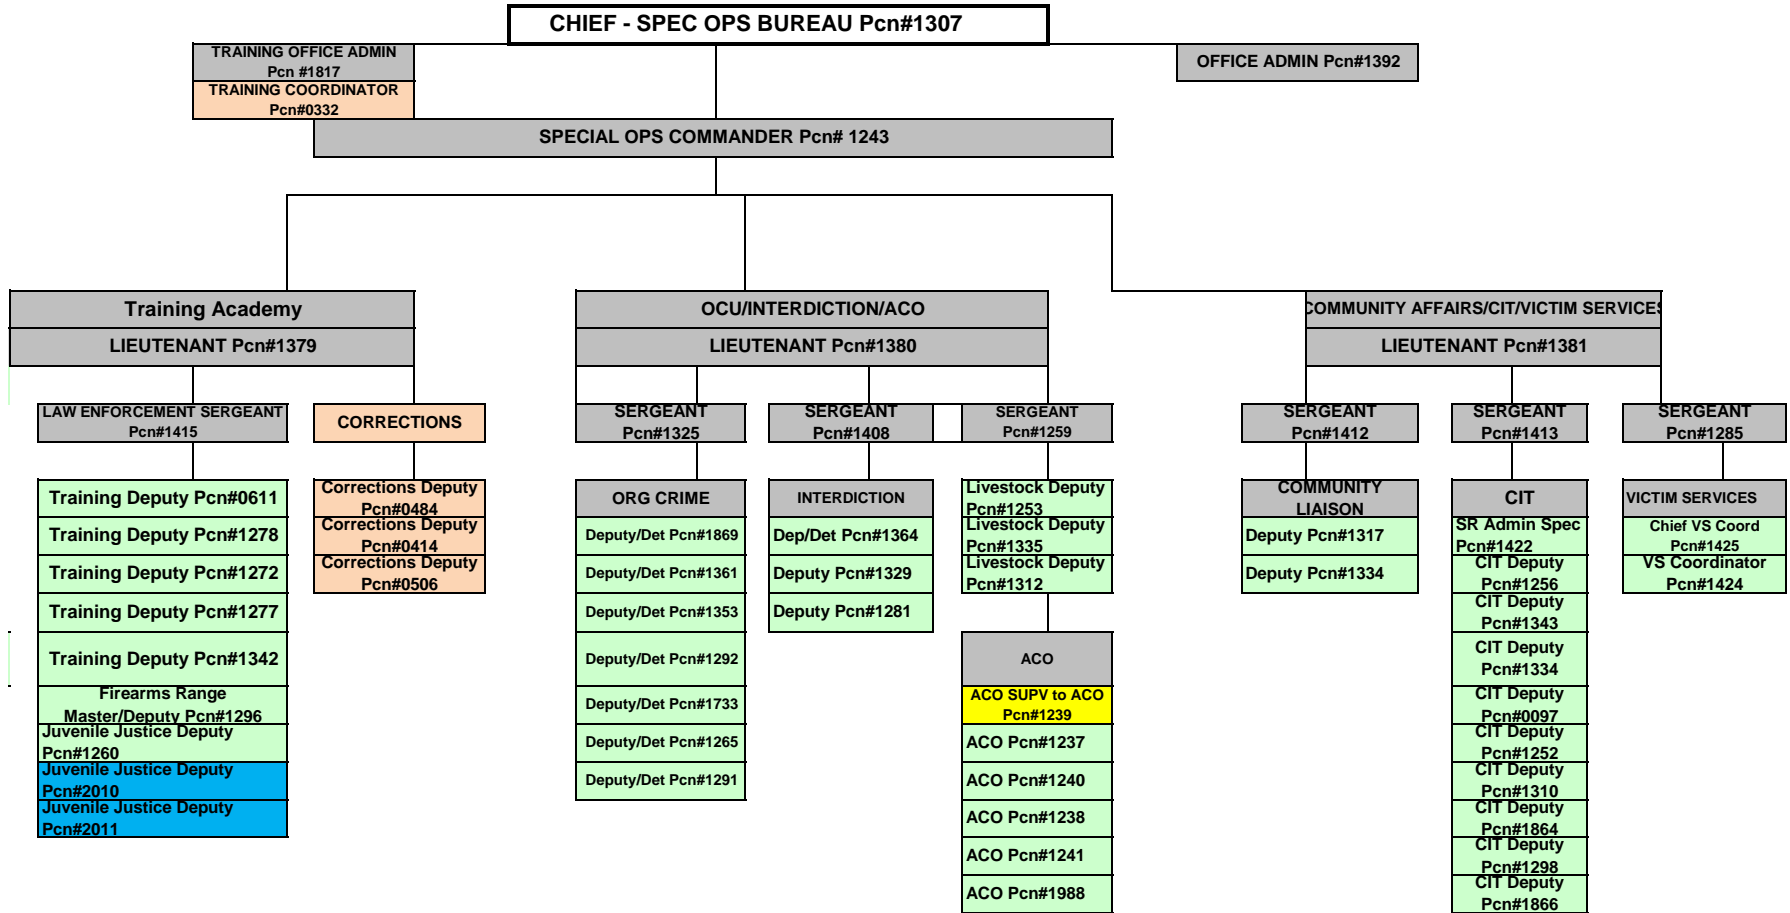 CHIEF - SPEC OPS BUREAU Pcn#1307
TRAINING OFFICE ADMIN
Pcn #1817
OFFICE ADMIN Pcn#1392
TRAINING COORDINATOR
Pcn#0332
SPECIAL OPS COMMANDER Pcn# 1243
Training Academy
LIEUTENANT Pcn#1379
LAW ENFORCEMENT SERGEANT
Pcn#1415
Training Deputy Pcn#0611
Training Deputy Pcn#1278
Training Deputy Pcn#1272
Training Deputy Pcn#1277
Training Deputy Pcn#1342
Firearms Range
Master/Deputy Pcn#1296
Juvenile Justice Deputy
Pcn#1260
Juvenile Justice Deputy
Pcn#2010
Juvenile Justice Deputy
Pcn#2011
CORRECTIONS
Corrections Deputy
Pcn#0484
Corrections Deputy
Pcn#0414
Corrections Deputy
Pcn#0506
OCU/INTERDICTION/ACO
LIEUTENANT Pcn#1380
SERGEANT
Pcn#1325
ORG CRIME
Deputy/Det Pcn#1869
Deputy/Det Pcn#1361
Deputy/Det Pcn#1353
Deputy/Det Pcn#1292
Deputy/Det Pcn#1733
Deputy/Det Pcn#1265
Deputy/Det Pcn#1291
SERGEANT
Pcn#1408
INTERDICTION
Dep/Det Pcn#1364
Deputy Pcn#1329
Deputy Pcn#1281
SERGEANT
Pcn#1259
Livestock Deputy
Pcn#1253
Livestock Deputy
Pcn#1335
Livestock Deputy
Pcn#1312
ACO
ACO SUPV to ACO
Pcn#1239
ACO Pcn#1237
ACO Pcn#1240
ACO Pcn#1238
ACO Pcn#1241
ACO Pcn#1988
COMMUNITY AFFAIRS/CIT/VICTIM SERVICES
LIEUTENANT Pcn#1381
SERGEANT
Pcn#1412
COMMUNITY
LIAISON
Deputy Pcn#1317
Deputy Pcn#1334
SERGEANT
Pcn#1413
CIT
SR Admin Spec
Pcn#1422
CIT Deputy
Pcn#1256
CIT Deputy
Pcn#1343
CIT Deputy
Pcn#1334
CIT Deputy
Pcn#0097
CIT Deputy
Pcn#1252
CIT Deputy
Pcn#1310
CIT Deputy
Pcn#1864
CIT Deputy
Pcn#1298
CIT Deputy
Pcn#1866
SERGEANT
Pcn#1285
VICTIM SERVICES
Chief VS Coord
Pcn#1425
VS Coordinator
Pcn#1424